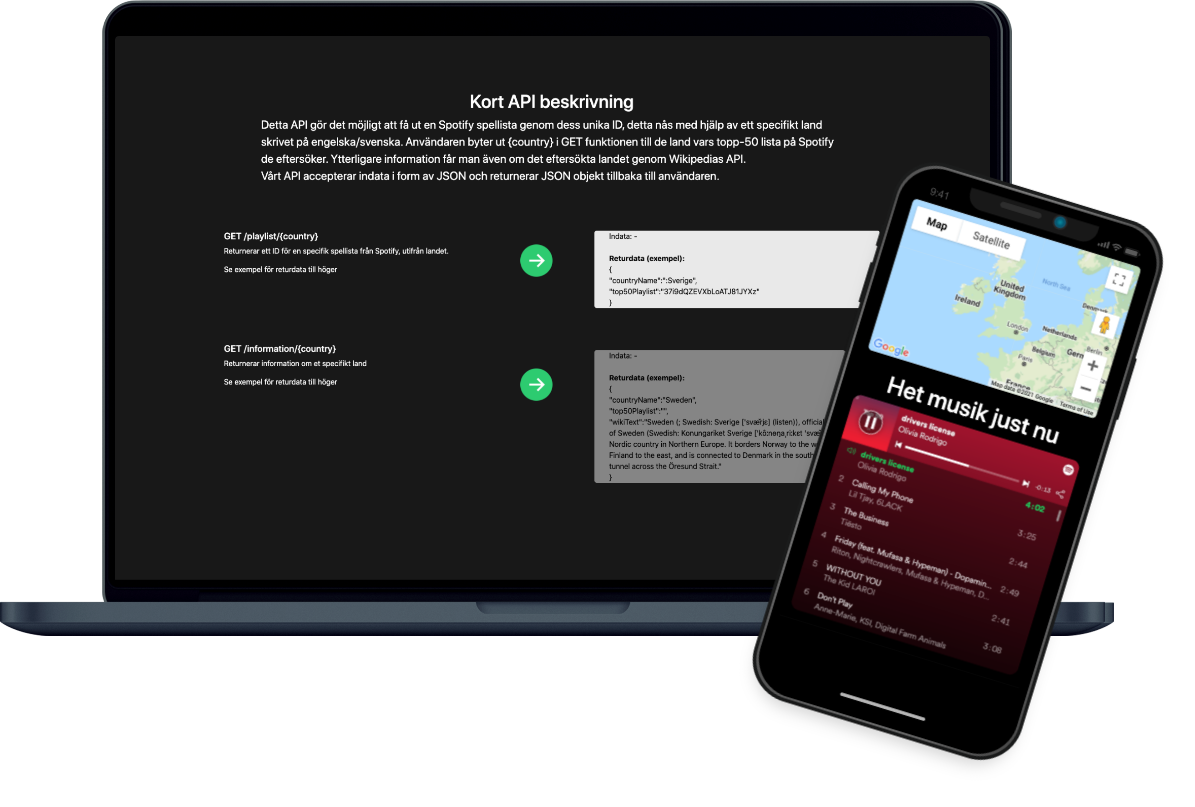 Kort API beskrivning
Detta API gör det möjligt att få ut en Spotify spellista genom dess unika ID, detta nås med hjälp av ett specifikt land
skrivet på engelska/svenska. Användaren byter ut {country} i GET funktionen till de land vars topp-50 lista på Spotify
de eftersöker. Ytterligare information får man även om det eftersökta landet genom Wikipedias API.
Vårt API accepterar indata i form av JSON och returnerar JSON objekt tillbaka till användaren.
GET /playlist/{country}
Returnerar ett ID för en specifik spellista från Spotify, utifrån landet.
Se exempel för returdata till höger
Indata: -
Returdata (exempel):
{
"countryName":":Sverige",
"top50Playlist":"37i9dQZEVXbLoATJ81JYXz"
}
GET /information/{country}
Returnerar information om et specifikt land
Se exempel för returdata till höger
Indata: -
Returdata (exempel):
{
"countryName":"Sweden",
"top50Playlist":"",
"wikiText":"Sweden (; Swedish: Sverige ['svæ̌rjɛ] (listen)), official
of Sweden (Swedish: Konungariket Sverige
Nordic country in Northern Europe. It borders Norway to the w
Finland to the east, and is connected to Denmark in the south
tunnel across the Öresund Strait."
}
9:41
Map
Satellite
North Sea
United
Kingdom
Ireland
Denm
London
Netherlands
Berlin
Belgium
Germ
Paris
France
Google
Map data ©2021 Google
Terms of Use
Het musik just nu
drivers license
Olivia Rodrigo
-0:13
drivers license
Olivia Rodrigo
4:02
2 Calling My Phone
Lil Tjay, 6LACK
3:25
3 The Business
Tiësto
2:44
4 Friday (feat. Mufasa & Hypeman) - Dopamin...
Riton, Nightcrawlers, Mufasa & Hypeman, D...
2:49
5 WITHOUT YOU
The Kid LAROI
2:41
6 Don't Play
Anne-Marie, KSI, Digital Farm Animals
3:08